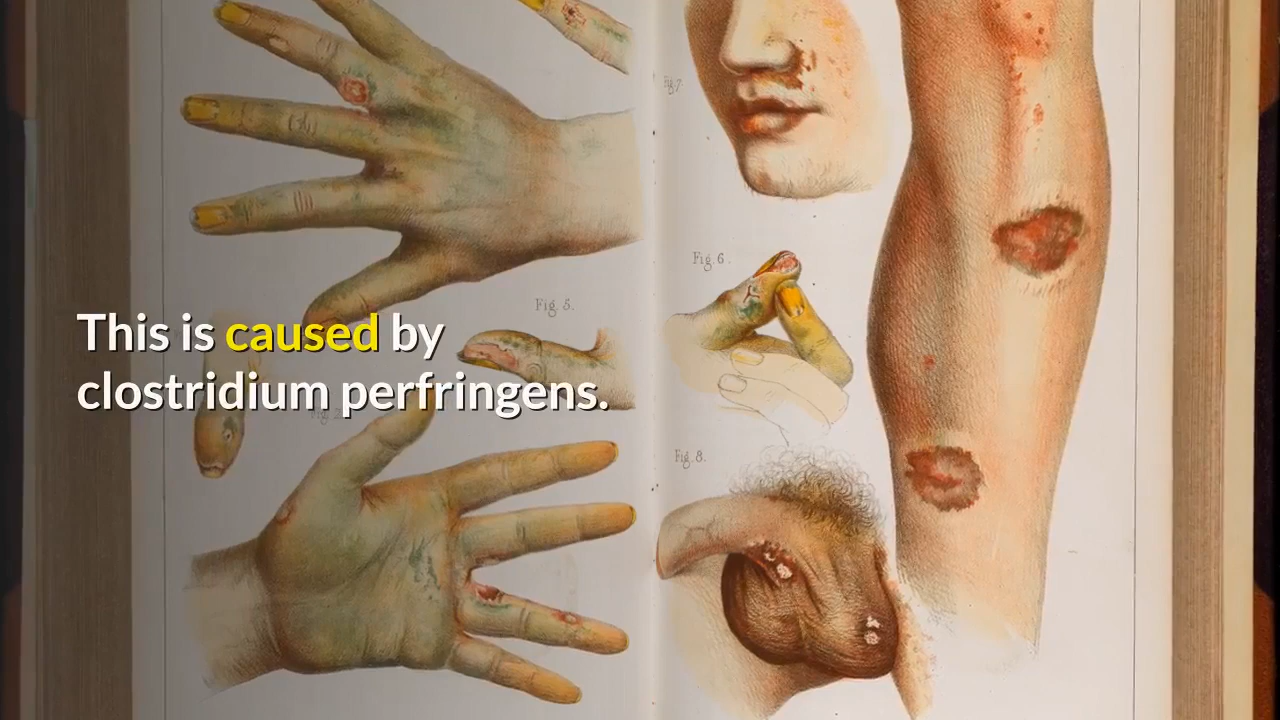 Fig. 7.
Fig. 6.
Fig. 5.
This is caused by
clostridium perfringens.
Fig. 8.